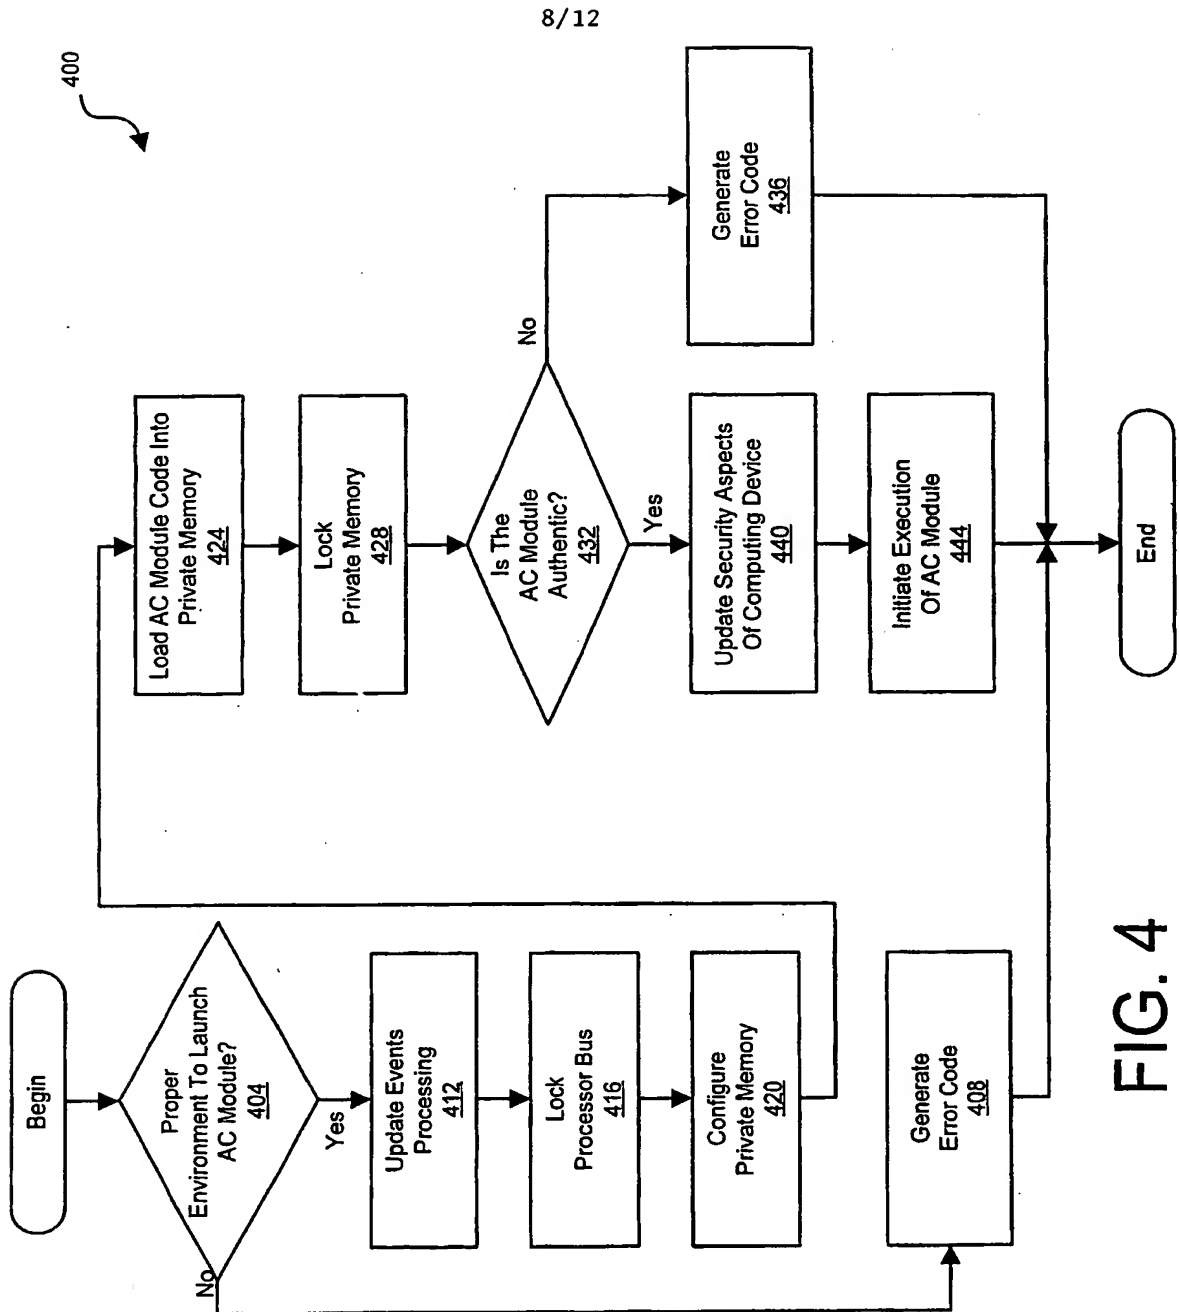 8/12
400
Begin
Proper
Environment To Launch
AC Module?
404
No
Yes
Update Events
Processing
412
Lock
Processor Bus
416
Configure
Private Memory
420
Generate
Error Code
408
Load AC Module Code Into
Private Memory
424
Lock
Private Memory
428
Is The
AC Module
Authentic?
432
No
Yes
Generate
Error Code
436
Update Security Aspects
Of Computing Device
440
Initiate Execution
Of AC Module
444
End
FIG. 4